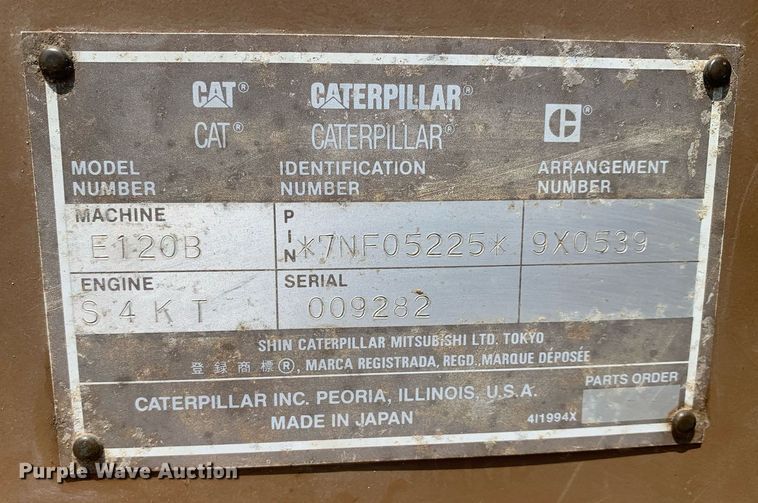 CAT® CATERPILLAR®
CAT® CATERPILLAR® C®
MODEL NUMBER IDENTIFICATION NUMBER ARRANGEMENT NUMBER
MACHINE PIN
E120B *7NF05225* 9X0539
ENGINE SERIAL
S4KT 009282
SHIN CATERPILLAR MITSUBISHI LTD. TOKYO
登録商標®, MARCA REGISTRADA, REGD. MARQUE DÉPOSÉE
CATERPILLAR INC. PEORIA, ILLINOIS, U.S.A. PARTS ORDER
MADE IN JAPAN 4I1994X
Purple Wave Auction